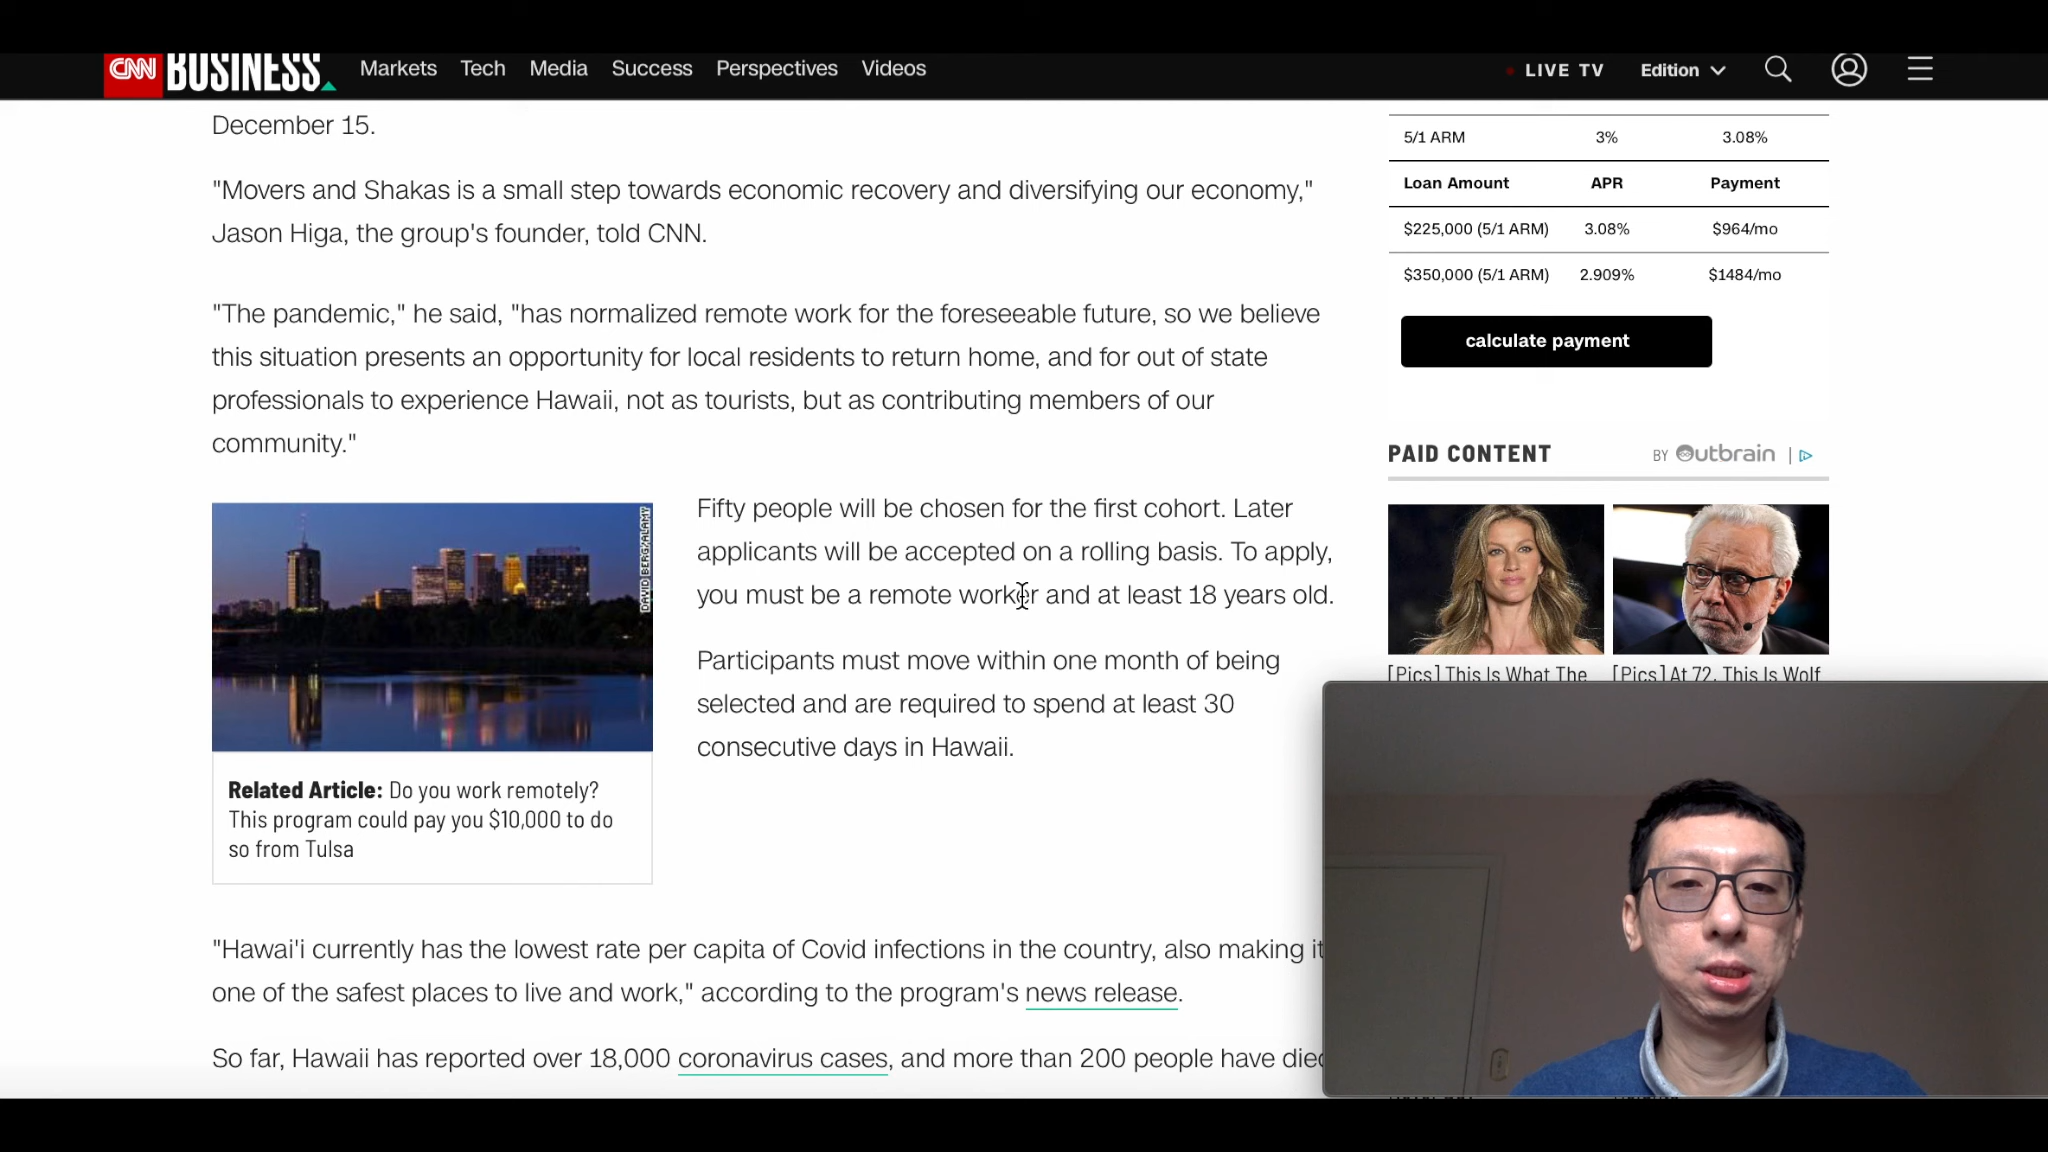 CNN BUSINESS Markets Tech Media Success Perspectives Videos LIVE TV Edition
December 15.
"Movers and Shakas is a small step towards economic recovery and diversifying our economy,"
Jason Higa, the group's founder, told CNN.
"The pandemic," he said, "has normalized remote work for the foreseeable future, so we believe
this situation presents an opportunity for local residents to return home, and for out of state
professionals to experience Hawaii, not as tourists, but as contributing members of our
community."
DAVID BERG/ALAMY
Related Article: Do you work remotely?
This program could pay you $10,000 to do
so from Tulsa
Fifty people will be chosen for the first cohort. Later
applicants will be accepted on a rolling basis. To apply,
you must be a remote worker and at least 18 years old.
Participants must move within one month of being
selected and are required to spend at least 30
consecutive days in Hawaii.
"Hawai'i currently has the lowest rate per capita of Covid infections in the country, also making it
one of the safest places to live and work," according to the program's news release.
So far, Hawaii has reported over 18,000 coronavirus cases, and more than 200 people have died
5/1 ARM 3% 3.08%
Loan Amount APR Payment
$225,000 (5/1 ARM) 3.08% $964/mo
$350,000 (5/1 ARM) 2.909% $1484/mo
calculate payment
PAID CONTENT BY Outbrain
[Pics] This Is What The
[Pics] At 72, This Is Wolf